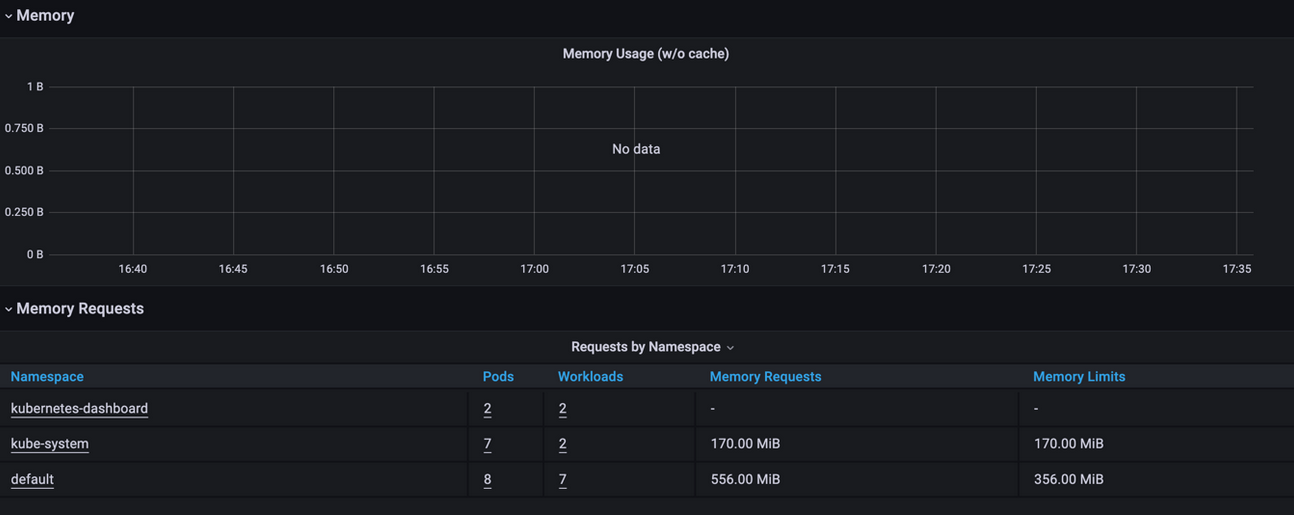 Memory
Memory Usage (w/o cache)
1 B
0.750 B
0.500 B
0.250 B
0 B
No data
16:40 16:45 16:50 16:55 17:00 17:05 17:10 17:15 17:20 17:25 17:30 17:35
Memory Requests
Requests by Namespace
Namespace Pods Workloads Memory Requests Memory Limits
kubernetes-dashboard 2 2 - -
kube-system 7 2 170.00 MiB 170.00 MiB
default 8 7 556.00 MiB 356.00 MiB